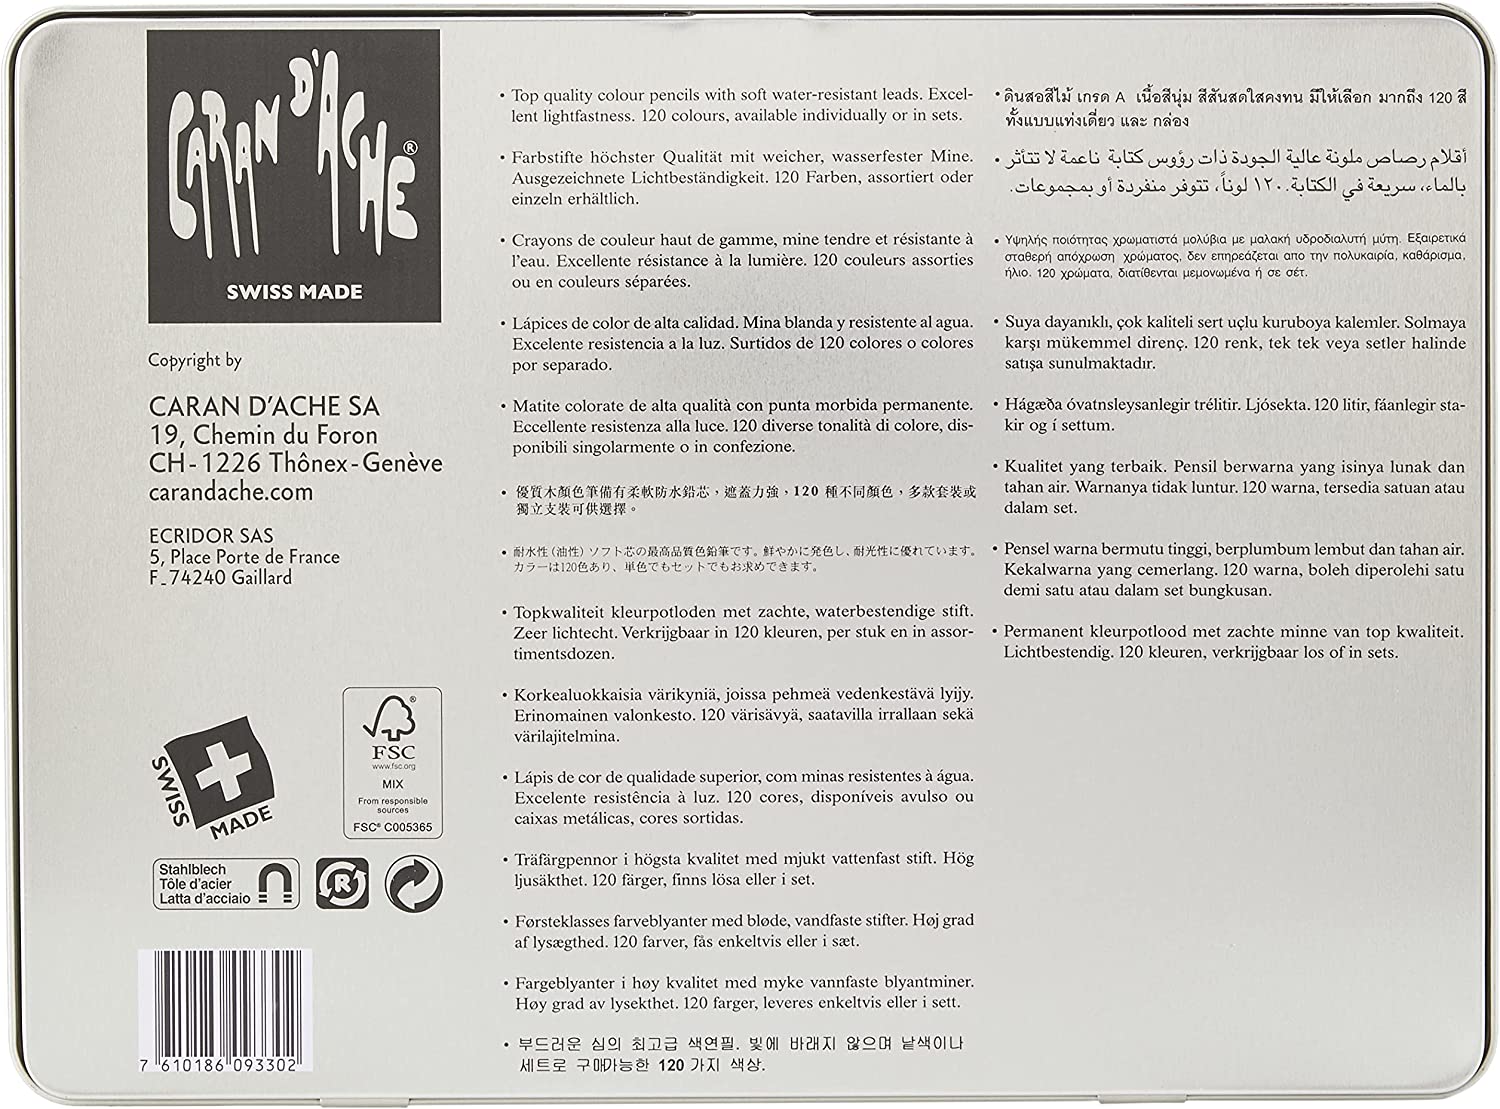 CARAN D'ACHE®
SWISS MADE
Copyright by
CARAN D'ACHE SA
19, Chemin du Foron
CH-1226 Thônex-Genève
carandache.com
ECRIDOR SAS
5, Place Porte de France
F-74240 Gaillard
SWISS
MADE
®
FSC
www.fsc.org
MIX
From responsible
sources
FSC® C005365
Stahlblech
Tôle d'acier
Latta d'acciaio
R
7 610186 093302
• Top quality colour pencils with soft water-resistant leads. Excel-
lent lightfastness. 120 colours, available individually or in sets.
• Farbstifte höchster Qualität mit weicher, wasserfester Mine.
Ausgezeichnete Lichtbeständigkeit. 120 Farben, assortiert oder
einzeln erhältlich.
• Crayons de couleur haut de gamme, mine tendre et résistante à
l'eau. Excellente résistance à la lumière. 120 couleurs assorties
ou en couleurs séparées.
• Lápices de color de alta calidad. Mina blanda y resistente al agua.
Excelente resistencia a la luz. Surtidos de 120 colores o colores
por separado.
• Matite colorate de alta qualità con punta morbida permanente.
Eccellente resistenza alla luce. 120 diverse tonalità di colore, dis-
ponibili singolarmente o in confezione.
• 優質木顏色筆備有柔軟防水鉛芯，遮蓋力強，120 種不同顏色，多款套裝或
獨立支裝可供選擇。
• 耐水性（油性）ソフト芯の最高品質色鉛筆です。鮮やかに発色し、耐光性に優れています。
カラーは120色あり、単色でもセットでもお求めできます。
• Topkwaliteit kleurpotloden met zachte, waterbestendige stift.
Zeer lichtecht. Verkrijgbaar in 120 kleuren, per stuk en in assor-
timentsdozen.
• Korkealuokkaisia värikyniä, joissa pehmeä vedenkestävä lyijy.
Erinomainen valonkesto. 120 värisävyä, saatavilla irrallaan sekä
värilajitelmina.
• Lápis de cor de qualidade superior, com minas resistentes à água.
Excelente resistência à luz. 120 cores, disponíveis avulso ou
caixas metálicas, cores sortidas.
• Träfärgpennor i högsta kvalitet med mjukt vattenfast stift. Hög
ljusäkthet. 120 färger, finns lösa eller i set.
• Førsteklasses farveblyanter med bløde, vandfaste stifter. Høj grad
af lysægthed. 120 farver, fås enkeltvis eller i sæt.
• Fargeblyanter i høy kvalitet med myke vannfaste blyantminer.
Høy grad av lysekthet. 120 farger, leveres enkeltvis eller i sett.
• 부드러운 심의 최고급 색연필. 빛에 바래지 않으며 낱색이나
세트로 구매가능한 120 가지 색상.
• ดินสอสีไม้ เกรด A เนื้อสีนุ่ม สีสันสดใสคงทน มีให้เลือก มากถึง 120 สี
ทั้งแบบแท่งเดี่ยว และ กล่อง
• أقلام رصاص ملونة عالية الجودة ذات رؤوس كتابة ناعمة لا تتأثر
بالماء، سريعة في الكتابة. ١٢٠ لوناً، تتوفر منفردة أو بمجموعات.
• Υψηλής ποιότητας χρωματιστά μολύβια με μαλακή υδροδιαλυτή μύτη. Εξαιρετικά
σταθερή απόχρωση χρώματος, δεν επηρεάζεται απο την πολυκαιρία, καθάρισμα,
ήλιο. 120 χρώματα, διατίθενται μεμονωμένα ή σε σέτ.
• Suya dayanıklı, çok kaliteli sert uçlu kuruboya kalemler. Solmaya
karşı mükemmel direnç. 120 renk, tek tek veya setler halinde
satışa sunulmaktadır.
• Hágæða óvatnsleysanlegir trélitir. Ljósekta. 120 litir, fáanlegir sta-
kir og í settum.
• Kualitet yang terbaik. Pensil berwarna yang isinya lunak dan
tahan air. Warnanya tidak luntur. 120 warna, tersedia satuan atau
dalam set.
• Pensel warna bermutu tinggi, berplumbum lembut dan tahan air.
Kekalwarna yang cemerlang. 120 warna, boleh diperolehi satu
demi satu atau dalam set bungkusan.
• Permanent kleurpotlood met zachte minne van top kwaliteit.
Lichtbestendig. 120 kleuren, verkrijgbaar los of in sets.